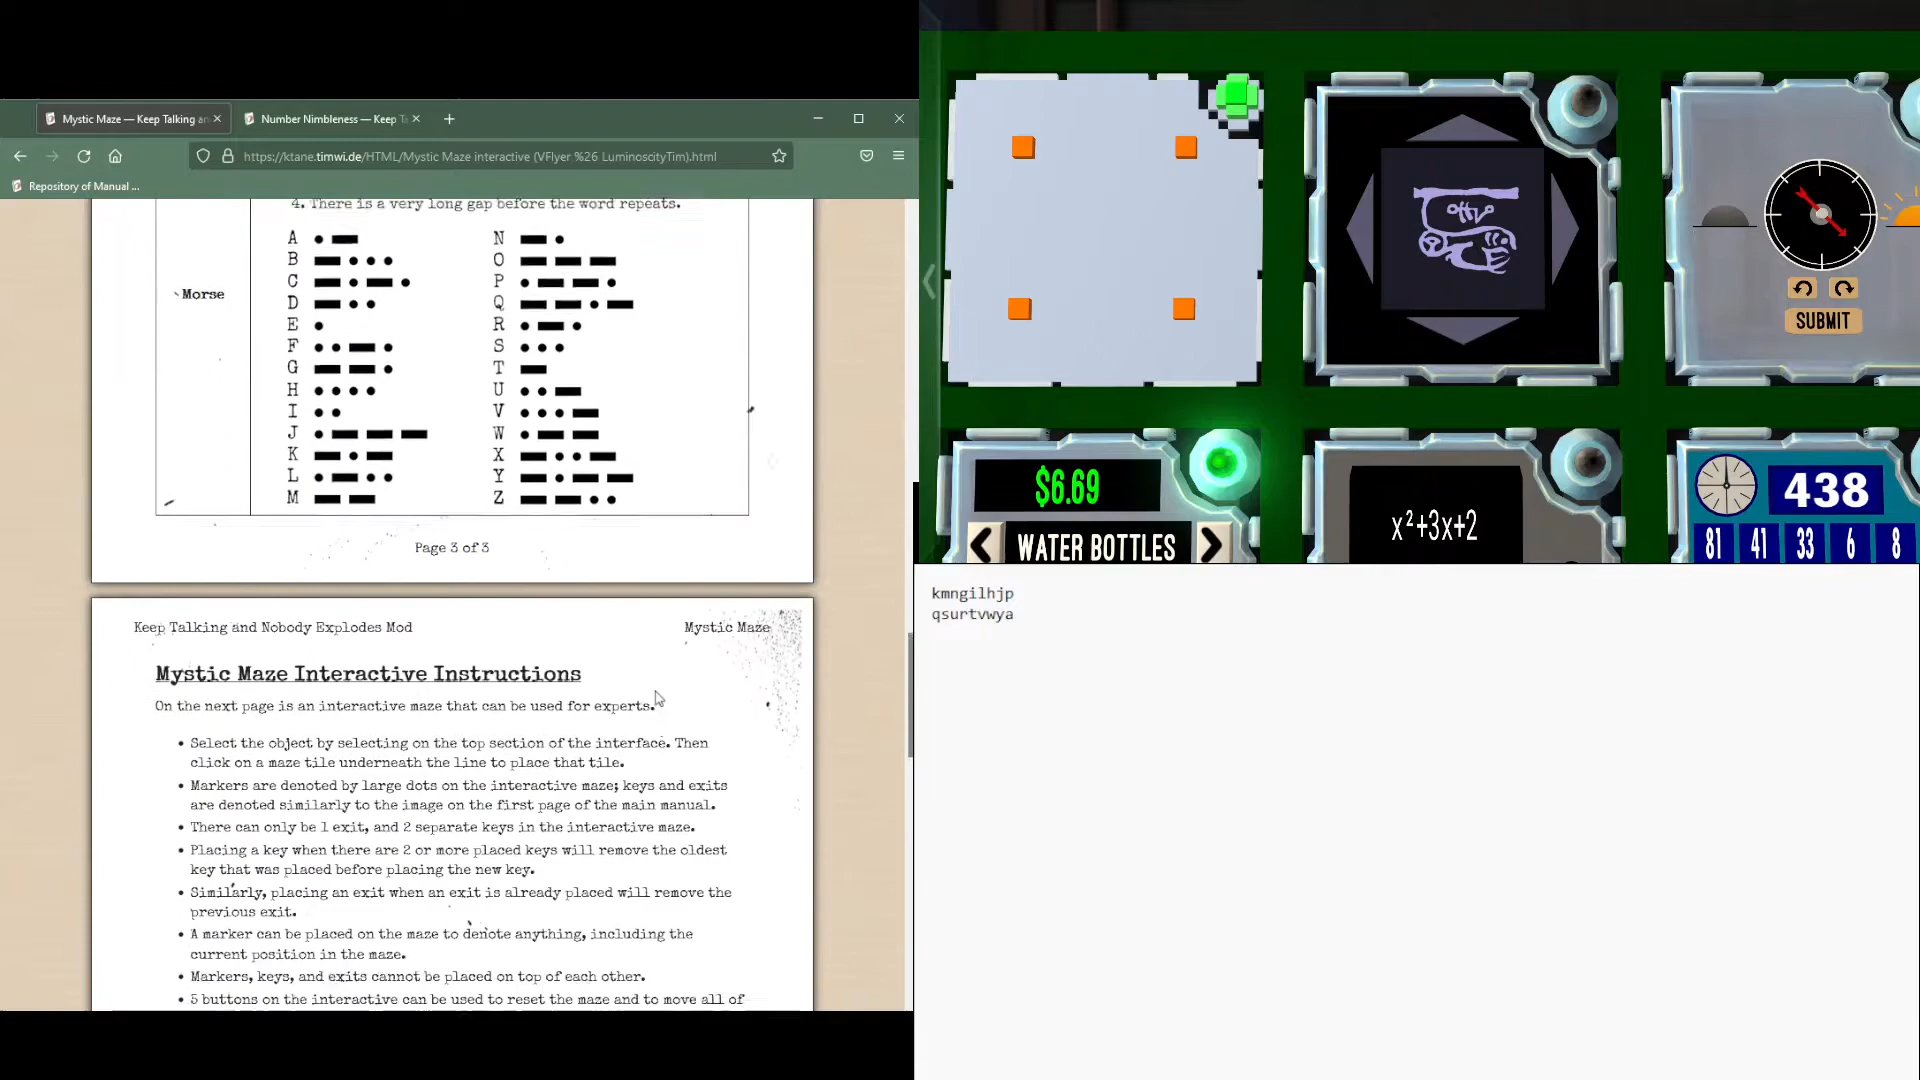 Mystic Maze — Keep Talking an
Number Nimbleness — Keep Ta
https://ktane.timwi.de/HTML/Mystic Maze interactive (VFlyer %26 LuminoscityTim).html
Repository of Manual ...
4. There is a very long gap before the word repeats.
Morse
A N
B O
C P
D Q
E R
F S
G T
H U
I V
J W
K X
L Y
M Z
Page 3 of 3
Keep Talking and Nobody Explodes Mod
Mystic Maze
Mystic Maze Interactive Instructions
On the next page is an interactive maze that can be used for experts.
• Select the object by selecting on the top section of the interface. Then
click on a maze tile underneath the line to place that tile.
• Markers are denoted by large dots on the interactive maze; keys and exits
are denoted similarly to the image on the first page of the main manual.
• There can only be 1 exit, and 2 separate keys in the interactive maze.
• Placing a key when there are 2 or more placed keys will remove the oldest
key that was placed before placing the new key.
• Similarly, placing an exit when an exit is already placed will remove the
previous exit.
• A marker can be placed on the maze to denote anything, including the
current position in the maze.
• Markers, keys, and exits cannot be placed on top of each other.
• 5 buttons on the interactive can be used to reset the maze and to move all of
SUBMIT
$6.69
WATER BOTTLES
x²+3x+2
438
81 41 33 6 8
kmngilhjp
qsurtvwya